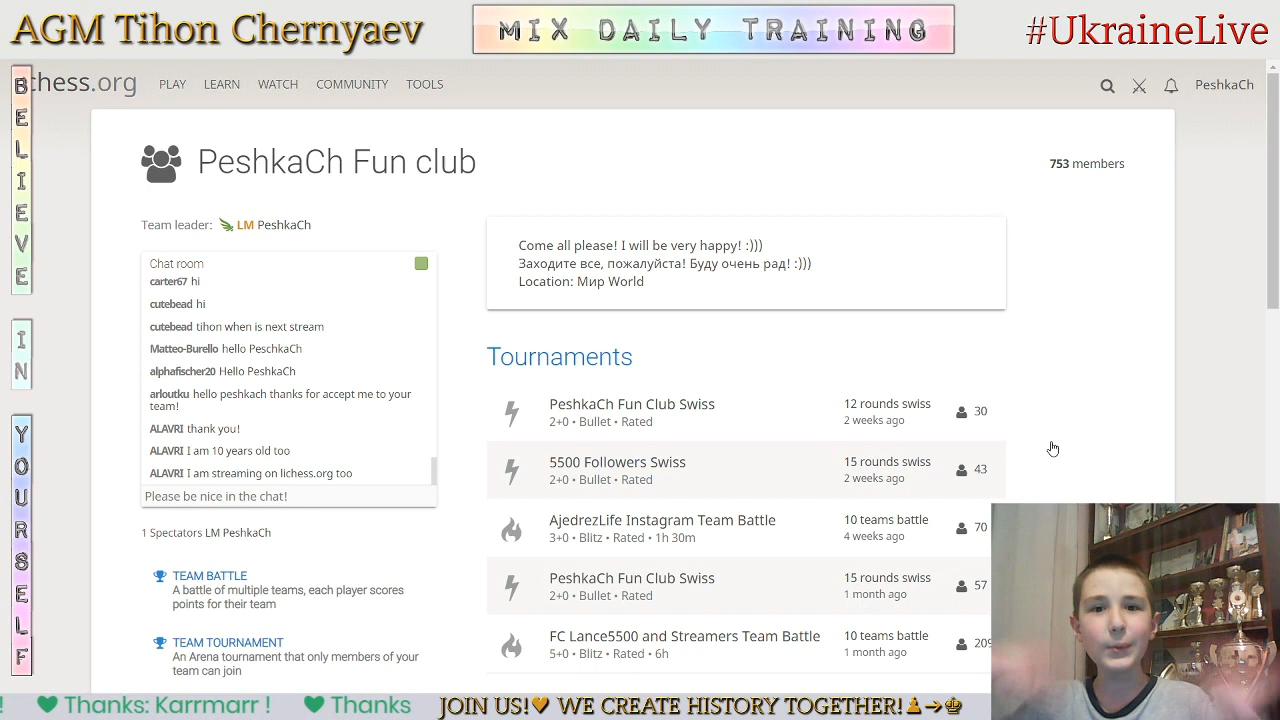 AGM Tihon Chernyaev
MIX DAILY TRAINING
#UkraineLive
BELIEVE
IN
YOURSELF
chess.org
PLAY LEARN WATCH COMMUNITY TOOLS
PeshkaCh
PeshkaCh Fun club
753 members
Team leader: LM PeshkaCh
Chat room
carter67 hi
cutebead hi
cutebead tihon when is next stream
Matteo-Burello hello PeschkaCh
alphafischer20 Hello PeshkaCh
arloutku hello peshkach thanks for accept me to your
team!
ALAVRI thank you!
ALAVRI I am 10 years old too
ALAVRI I am streaming on lichess.org too
Please be nice in the chat!
1 Spectators LM PeshkaCh
TEAM BATTLE
A battle of multiple teams, each player scores
points for their team
TEAM TOURNAMENT
An Arena tournament that only members of your
team can join
Come all please! I will be very happy! :)))
Заходите все, пожалуйста! Буду очень рад! :)))
Location: Мир World
Tournaments
PeshkaCh Fun Club Swiss 12 rounds swiss 30
2+0 • Bullet • Rated 2 weeks ago
5500 Followers Swiss 15 rounds swiss 43
2+0 • Bullet • Rated 2 weeks ago
AjedrezLife Instagram Team Battle 10 teams battle 70
3+0 • Blitz • Rated • 1h 30m 4 weeks ago
PeshkaCh Fun Club Swiss 15 rounds swiss 57
2+0 • Bullet • Rated 1 month ago
FC Lance5500 and Streamers Team Battle 10 teams battle
5+0 • Blitz • Rated • 6h 1 month ago
! Thanks: Karrmarr ! Thanks
JOIN US! WE CREATE HISTORY TOGETHER!